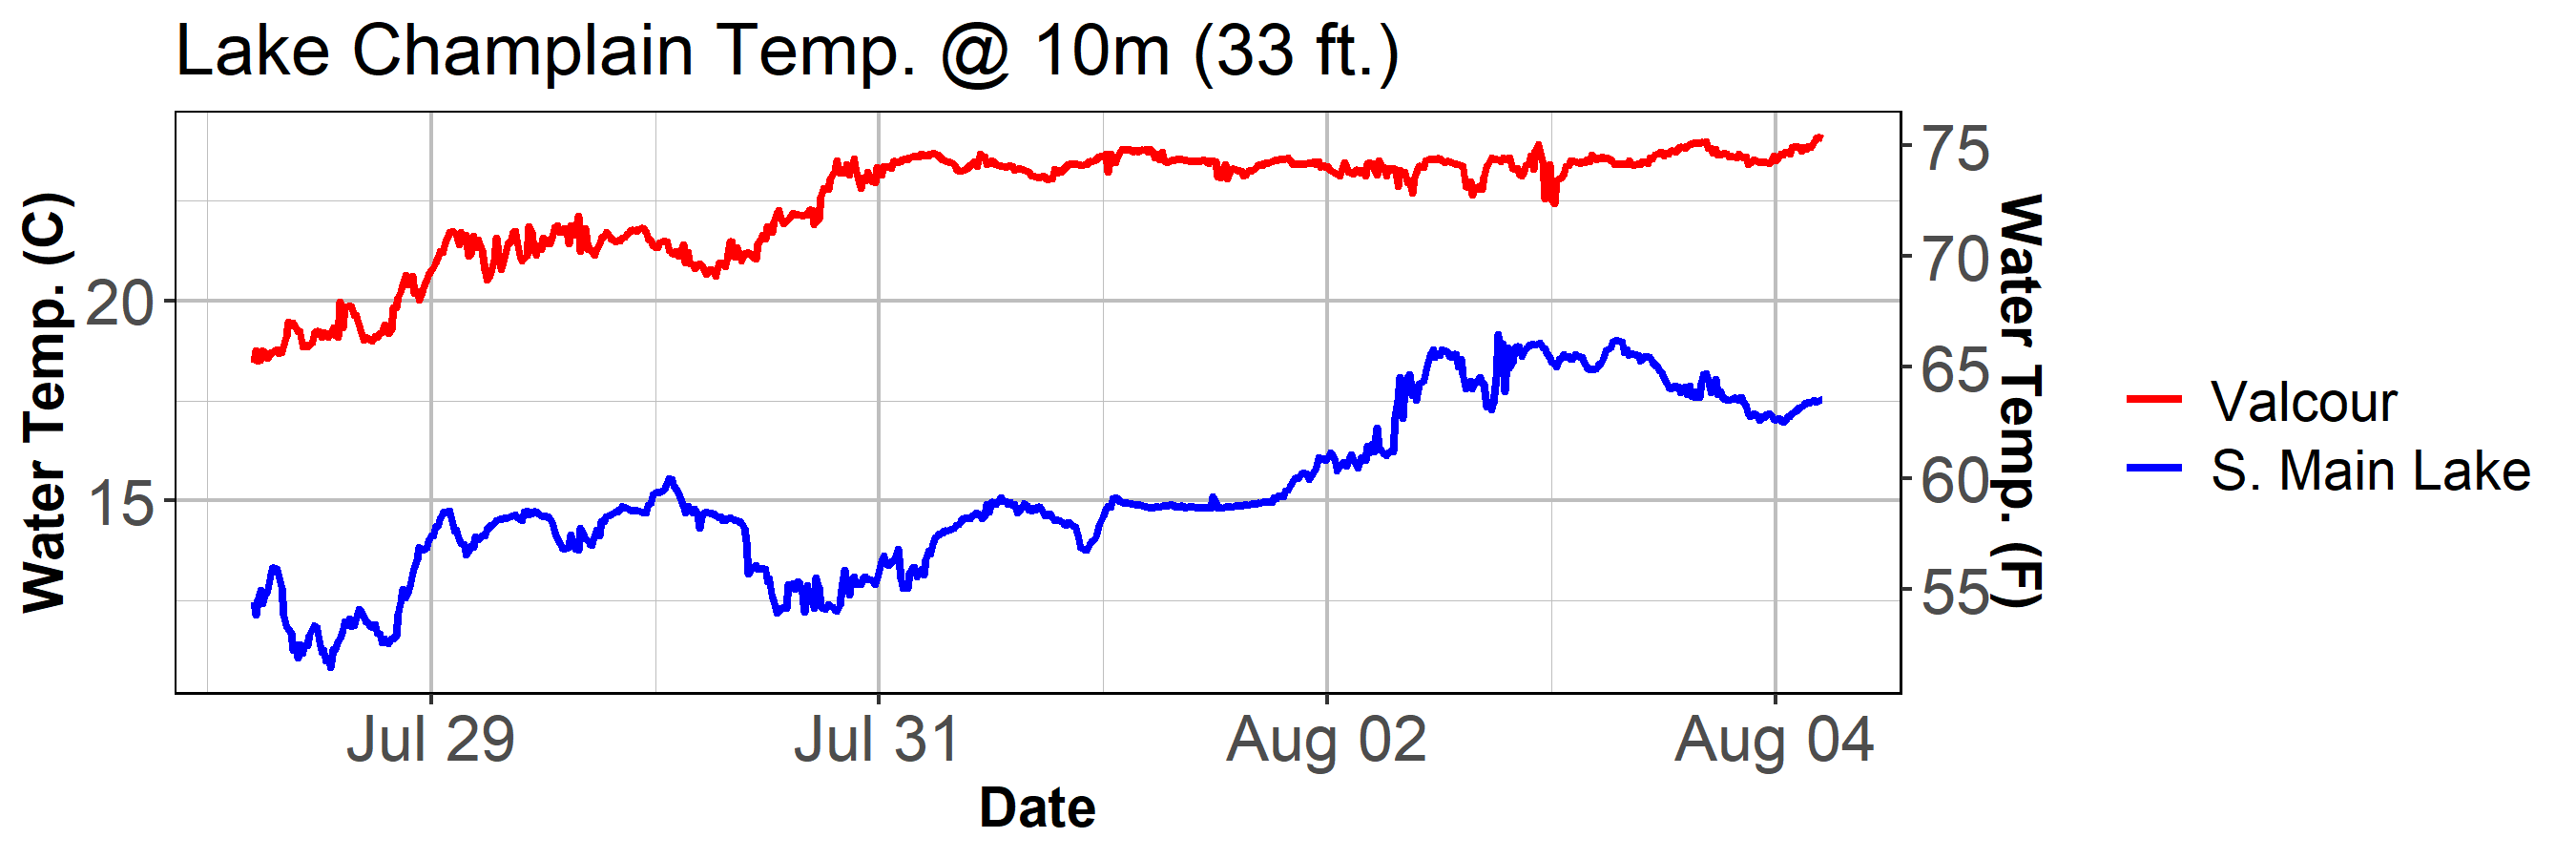 Lake Champlain Temp. @ 10m (33 ft.)
Water Temp. (C)
20
15
75
70
65
60
55
Water Temp. (F)
Jul 29
Jul 31
Aug 02
Aug 04
Date
Valcour
S. Main Lake